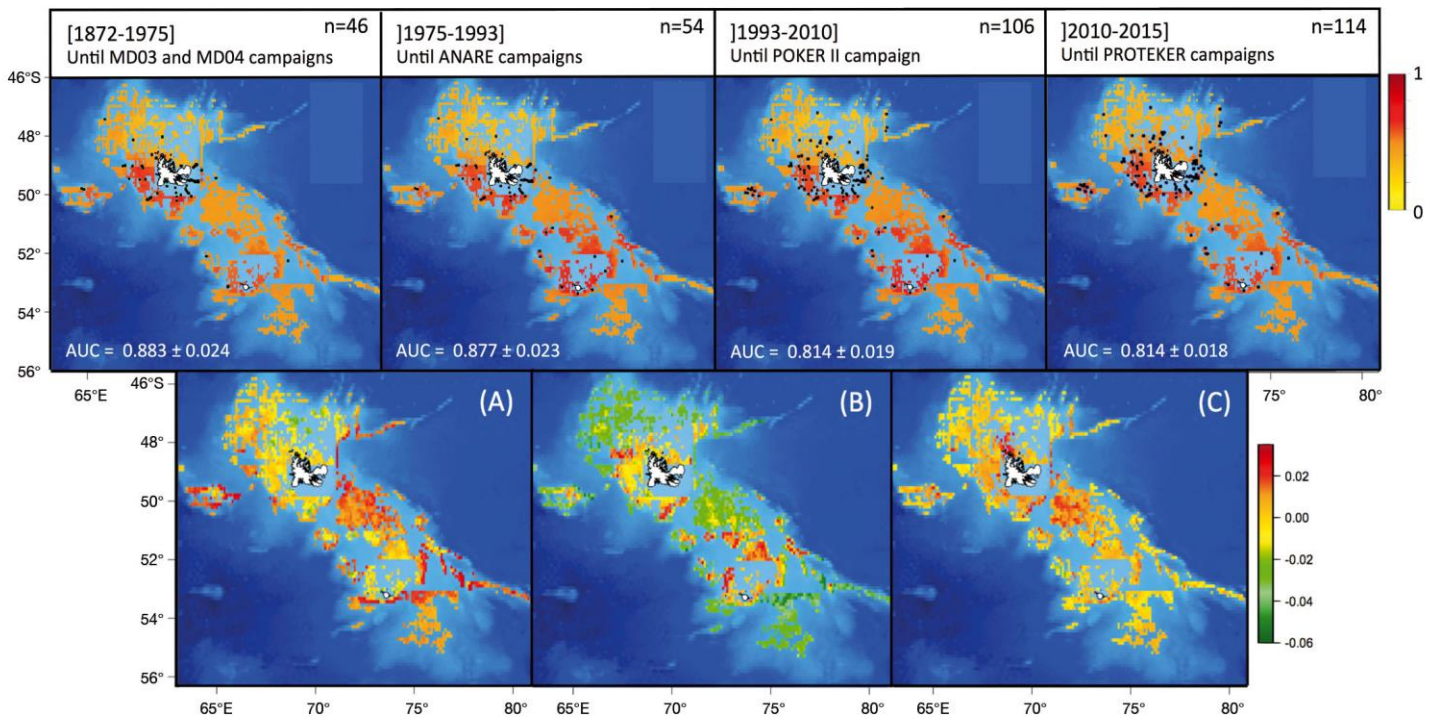 [1872-1975] n=46
Until MD03 and MD04 campaigns
]1975-1993] n=54
Until ANARE campaigns
]1993-2010] n=106
Until POKER II campaign
]2010-2015] n=114
Until PROTEKER campaigns
46°S
48°
50°
52°
54°
56°
AUC = 0.883 ± 0.024
AUC = 0.877 ± 0.023
AUC = 0.814 ± 0.019
AUC = 0.814 ± 0.018
1
0
65°E
75°
80°
46°S
48°
50°
52°
54°
56°
(A)
(B)
(C)
0.02
0.00
-0.02
-0.04
-0.06
65°E 70° 75° 80°
65°E 70° 75° 80°
65°E 70° 75° 80°